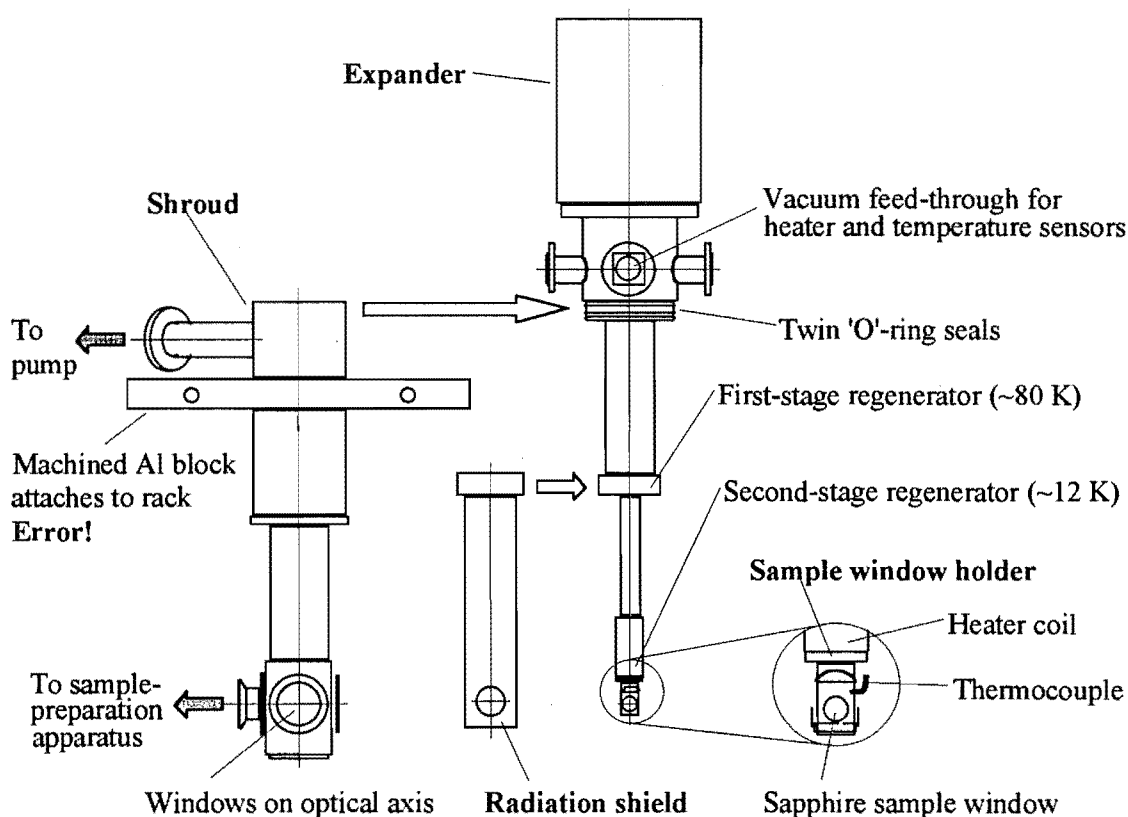 Expander
Shroud
Vacuum feed-through for
heater and temperature sensors
To
pump
Twin 'O'-ring seals
First-stage regenerator (~80 K)
Machined Al block
attaches to rack
Error!
Second-stage regenerator (~12 K)
Sample window holder
Heater coil
Thermocouple
To sample-
preparation
apparatus
Windows on optical axis
Radiation shield
Sapphire sample window